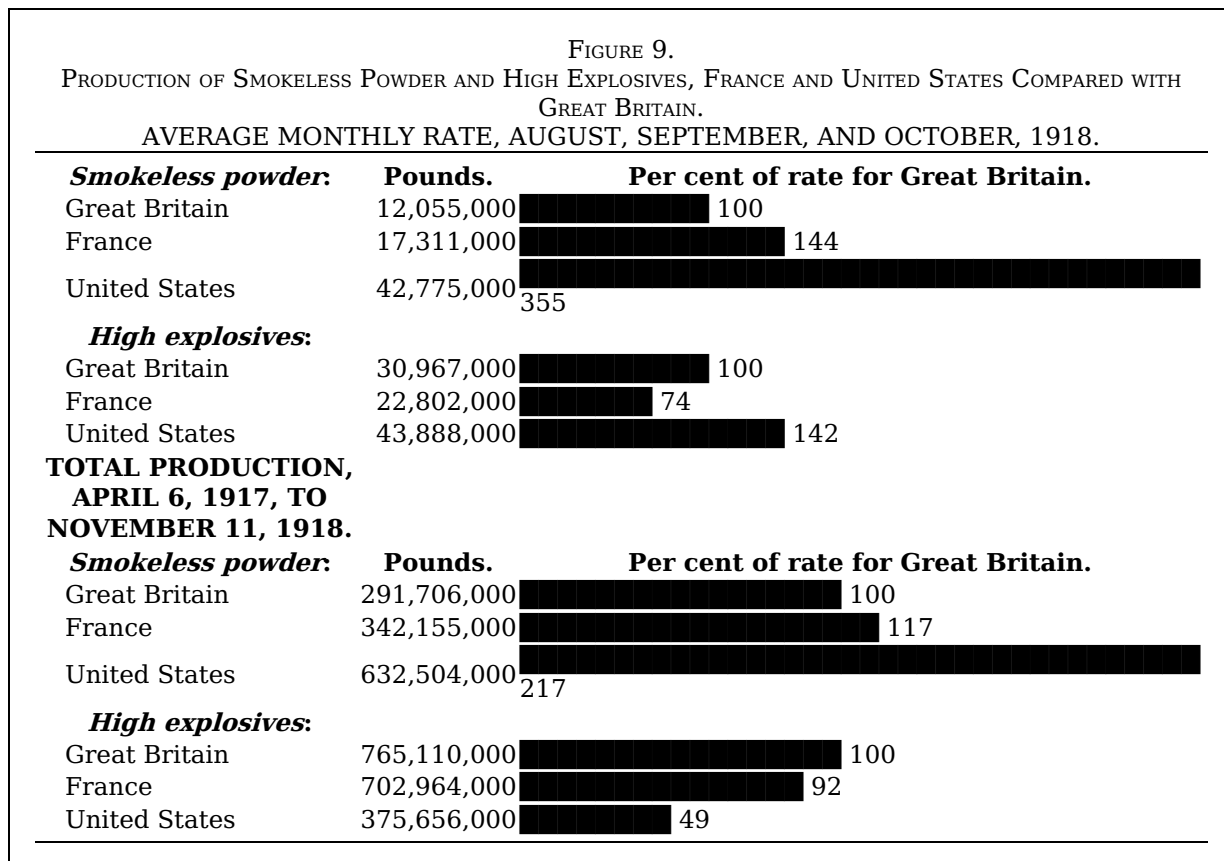 Figure 9.
Production of Smokeless Powder and High Explosives, France and United States Compared with
Great Britain.
AVERAGE MONTHLY RATE, AUGUST, SEPTEMBER, AND OCTOBER, 1918.
Smokeless powder: Pounds. Per cent of rate for Great Britain.
Great Britain 12,055,000 100
France 17,311,000 144
United States 42,775,000 355
High explosives:
Great Britain 30,967,000 100
France 22,802,000 74
United States 43,888,000 142
TOTAL PRODUCTION,
APRIL 6, 1917, TO
NOVEMBER 11, 1918.
Smokeless powder: Pounds. Per cent of rate for Great Britain.
Great Britain 291,706,000 100
France 342,155,000 117
United States 632,504,000 217
High explosives:
Great Britain 765,110,000 100
France 702,964,000 92
United States 375,656,000 49